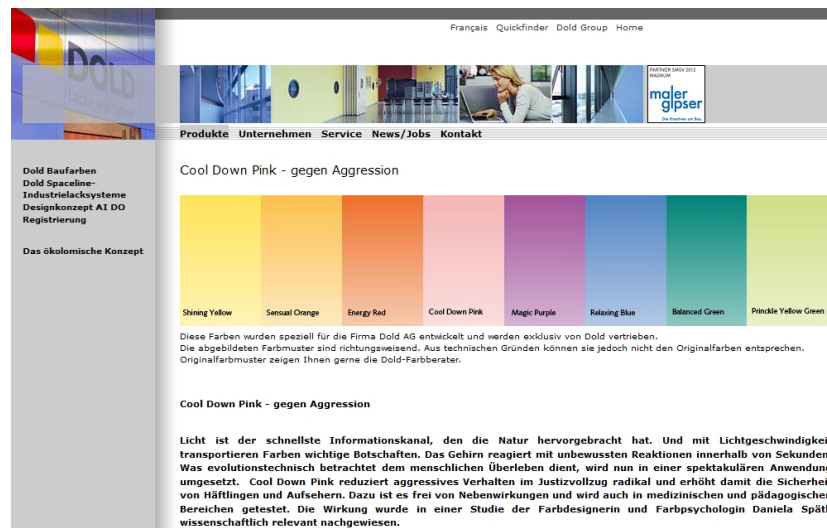 Français Quickfinder Dold Group Home
DOLD
PARTNER SMGV 2012
MAGNUM
maler
gipser
Die Kreativen am Bau.
Produkte Unternehmen Service News/Jobs Kontakt
Dold Baufarben
Dold Spaceline-
Industrielacksysteme
Designkonzept AI DO
Registrierung
Das ökolomische Konzept
Cool Down Pink - gegen Aggression
Shining Yellow Sensual Orange Energy Red Cool Down Pink Magic Purple Relaxing Blue Balanced Green Princkle Yellow Green
Diese Farben wurden speziell für die Firma Dold AG entwickelt und werden exklusiv von Dold vertrieben.
Die abgebildeten Farbmuster sind richtungsweisend. Aus technischen Gründen können sie jedoch nicht den Originalfarben entsprechen.
Originalfarbmuster zeigen Ihnen gerne die Dold-Farbberater.
Cool Down Pink - gegen Aggression
Licht ist der schnellste Informationskanal, den die Natur hervorgebracht hat. Und mit Lichtgeschwindigkei
transportieren Farben wichtige Botschaften. Das Gehirn reagiert mit unbewussten Reaktionen innerhalb von Sekunden
Was evolutionstechnisch betrachtet dem menschlichen Überleben dient, wird nun in einer spektakulären Anwendung
umgesetzt. Cool Down Pink reduziert aggressives Verhalten im Justizvollzug radikal und erhöht damit die Sicherhei
von Häftlingen und Aufsehern. Dazu ist es frei von Nebenwirkungen und wird auch in medizinischen und pädagogischen
Bereichen getestet. Die Wirkung wurde in einer Studie der Farbdesignerin und Farbpsychologin Daniela Spät
wissenschaftlich relevant nachgewiesen.